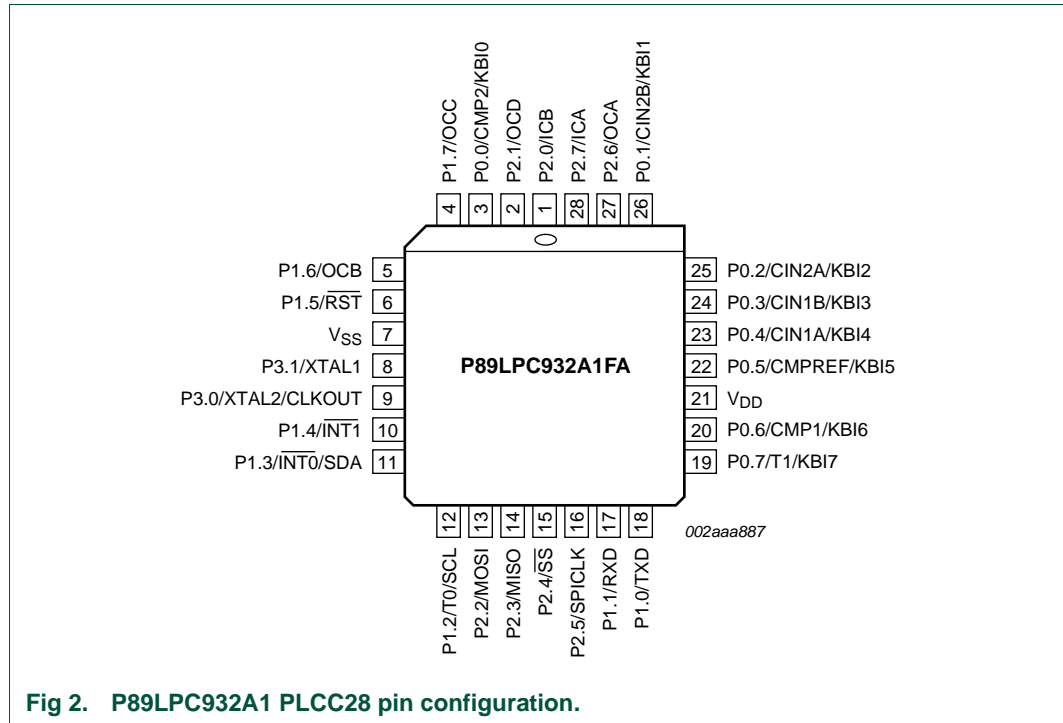 P1.7/OCC
P0.0/CMP2/KBI0
P2.1/OCD
P2.0/ICB
P2.7/ICA
P2.6/OCA
P0.1/CIN2B/KBI1
4
3
2
1
28
27
26
P1.6/OCB 5
P1.5/R̅S̅T̅ 6
VSS 7
P3.1/XTAL1 8
P3.0/XTAL2/CLKOUT 9
P1.4/I̅N̅T̅1̅ 10
P1.3/I̅N̅T̅0̅/SDA 11
P89LPC932A1FA
25 P0.2/CIN2A/KBI2
24 P0.3/CIN1B/KBI3
23 P0.4/CIN1A/KBI4
22 P0.5/CMPREF/KBI5
21 VDD
20 P0.6/CMP1/KBI6
19 P0.7/T1/KBI7
12
13
14
15
16
17
18
P1.2/T0/SCL
P2.2/MOSI
P2.3/MISO
P2.4/S̅S̅
P2.5/SPICLK
P1.1/RXD
P1.0/TXD
002aaa887
Fig 2. P89LPC932A1 PLCC28 pin configuration.